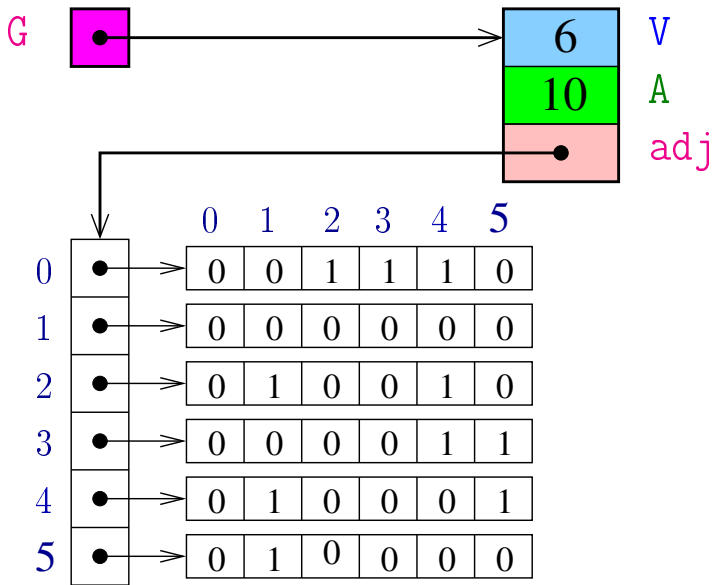 G 6 V
10 A
adj
0 1 2 3 4 5
0 0 0 1 1 1 0
1 0 0 0 0 0 0
2 0 1 0 0 1 0
3 0 0 0 0 1 1
4 0 1 0 0 0 1
5 0 1 0 0 0 0